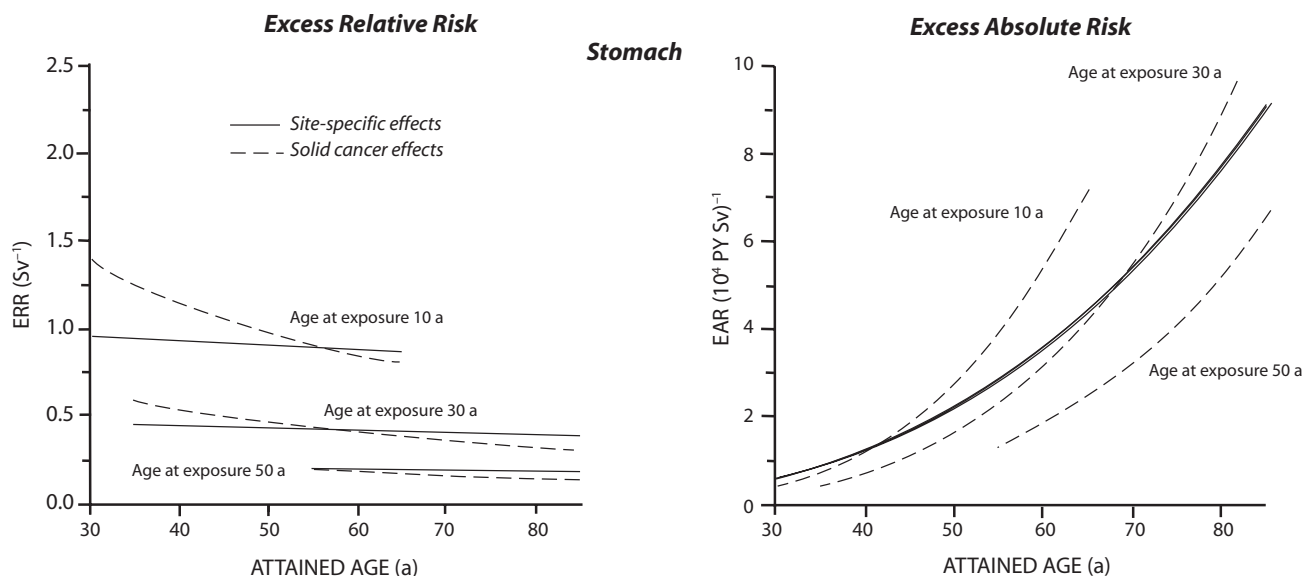 Excess Relative Risk
Excess Absolute Risk
Stomach
2.5
2.0
1.5
1.0
0.5
0.0
ERR (Sv⁻¹)
Site-specific effects
Solid cancer effects
Age at exposure 10 a
Age at exposure 30 a
Age at exposure 50 a
30 40 50 60 70 80
ATTAINED AGE (a)
10
8
6
4
2
0
EAR (10⁴ PY Sv)⁻¹
Age at exposure 30 a
Age at exposure 10 a
Age at exposure 50 a
30 40 50 60 70 80
ATTAINED AGE (a)